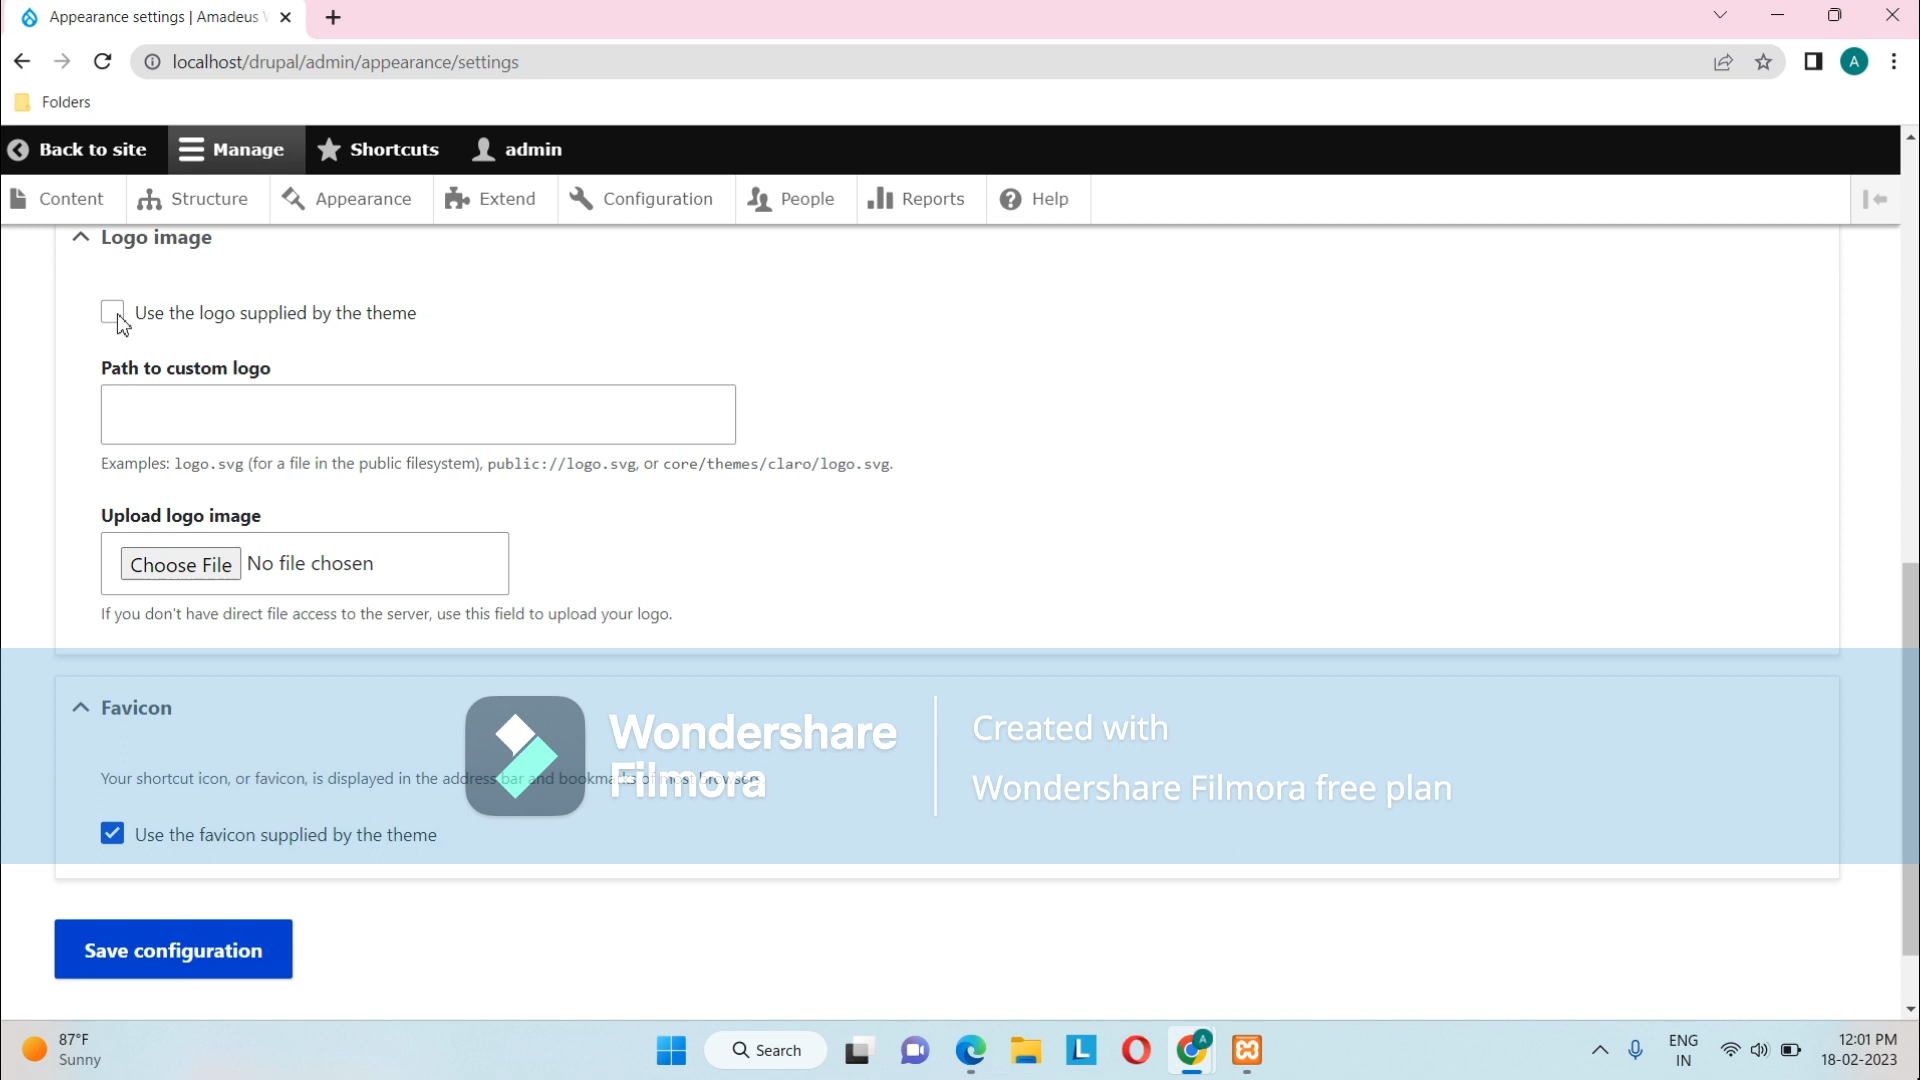 Appearance settings | Amadeus
localhost/drupal/admin/appearance/settings
A
Folders
Back to site Manage Shortcuts admin
Content Structure Appearance Extend Configuration People Reports Help
Logo image
Use the logo supplied by the theme
Path to custom logo
Examples: logo.svg (for a file in the public filesystem), public://logo.svg, or core/themes/claro/logo.svg.
Upload logo image
Choose File No file chosen
If you don't have direct file access to the server, use this field to upload your logo.
Favicon
Wondershare
Filmora
Created with
Wondershare Filmora free plan
Your shortcut icon, or favicon, is displayed in the address bar and bookmarks of most browsers
Use the favicon supplied by the theme
Save configuration
87°F
Sunny
Search
L
A
ENG
IN
12:01 PM
18-02-2023